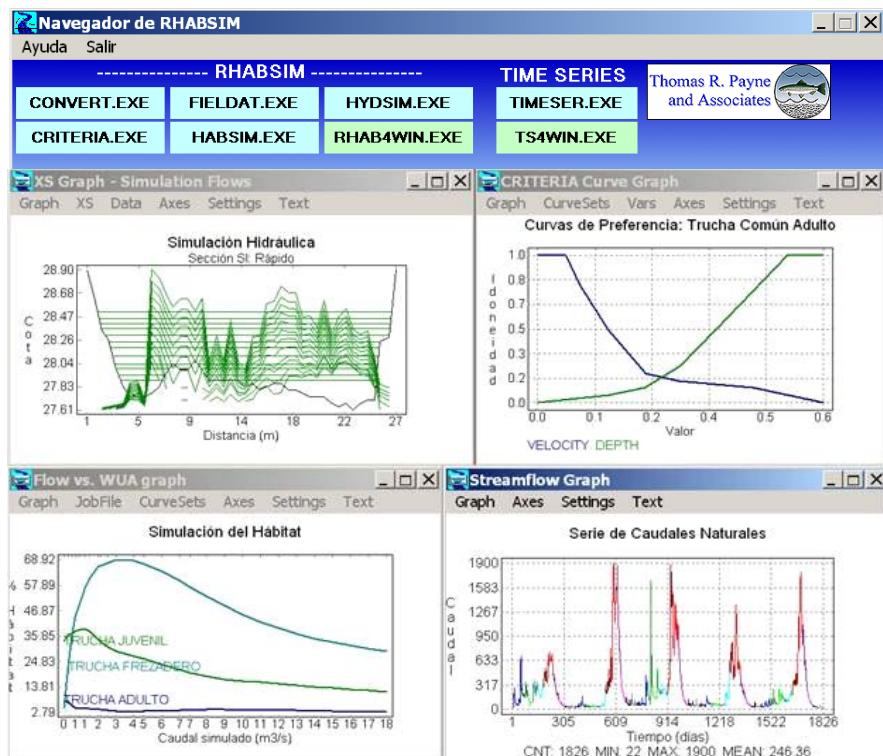 Navegador de RHABSIM
Ayuda Salir
--------------- RHABSIM ---------------
TIME SERIES
CONVERT.EXE FIELDAT.EXE HYDSIM.EXE TIMESER.EXE
CRITERIA.EXE HABSIM.EXE RHAB4WIN.EXE TS4WIN.EXE
Thomas R. Payne
and Associates
XS Graph - Simulation Flows
Graph XS Data Axes Settings Text
Simulación Hidráulica
Sección SI: Rápido
Cota
28.90
28.68
28.47
28.26
28.04
27.83
27.61
1 5 9 14 18 22 27
Distancia (m)
CRITERIA Curve Graph
Graph CurveSets Vars Axes Settings Text
Curvas de Preferencia: Trucha Común Adulto
Idoneidad
1.0
0.8
0.7
0.5
0.3
0.2
0.0
0.0 0.1 0.2 0.4 0.5 0.6
Valor
VELOCITY DEPTH
Flow vs. WUA graph
Graph JobFile CurveSets Axes Settings Text
Simulación del Hábitat
68.92
57.89
46.87
35.85
24.83
13.81
2.79
TRUCHA JUVENIL
TRUCHA FREZADERO
TRUCHA ADULTO
0 1 1 2 3 4 5 6 7 8 9 10 11 12 13 14 15 16 17 18
Caudal simulado (m3/s)
Streamflow Graph
Graph Axes Settings Text
Serie de Caudales Naturales
Caudal
1900
1583
1267
950
633
317
0
1 305 609 914 1218 1522 1826
Tiempo (días)
CNT: 1826 MIN: 22 MAX: 1900 MEAN: 246.36